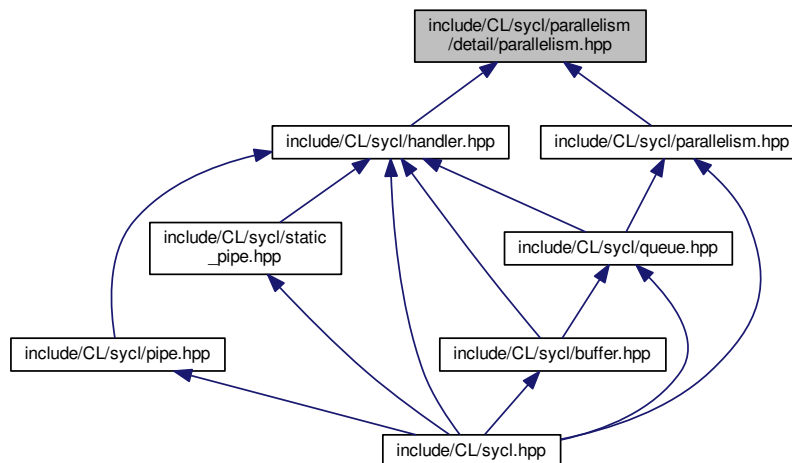 include/CL/sycl/parallelism
/detail/parallelism.hpp
include/CL/sycl/handler.hpp
include/CL/sycl/parallelism.hpp
include/CL/sycl/static
_pipe.hpp
include/CL/sycl/queue.hpp
include/CL/sycl/pipe.hpp
include/CL/sycl/buffer.hpp
include/CL/sycl.hpp